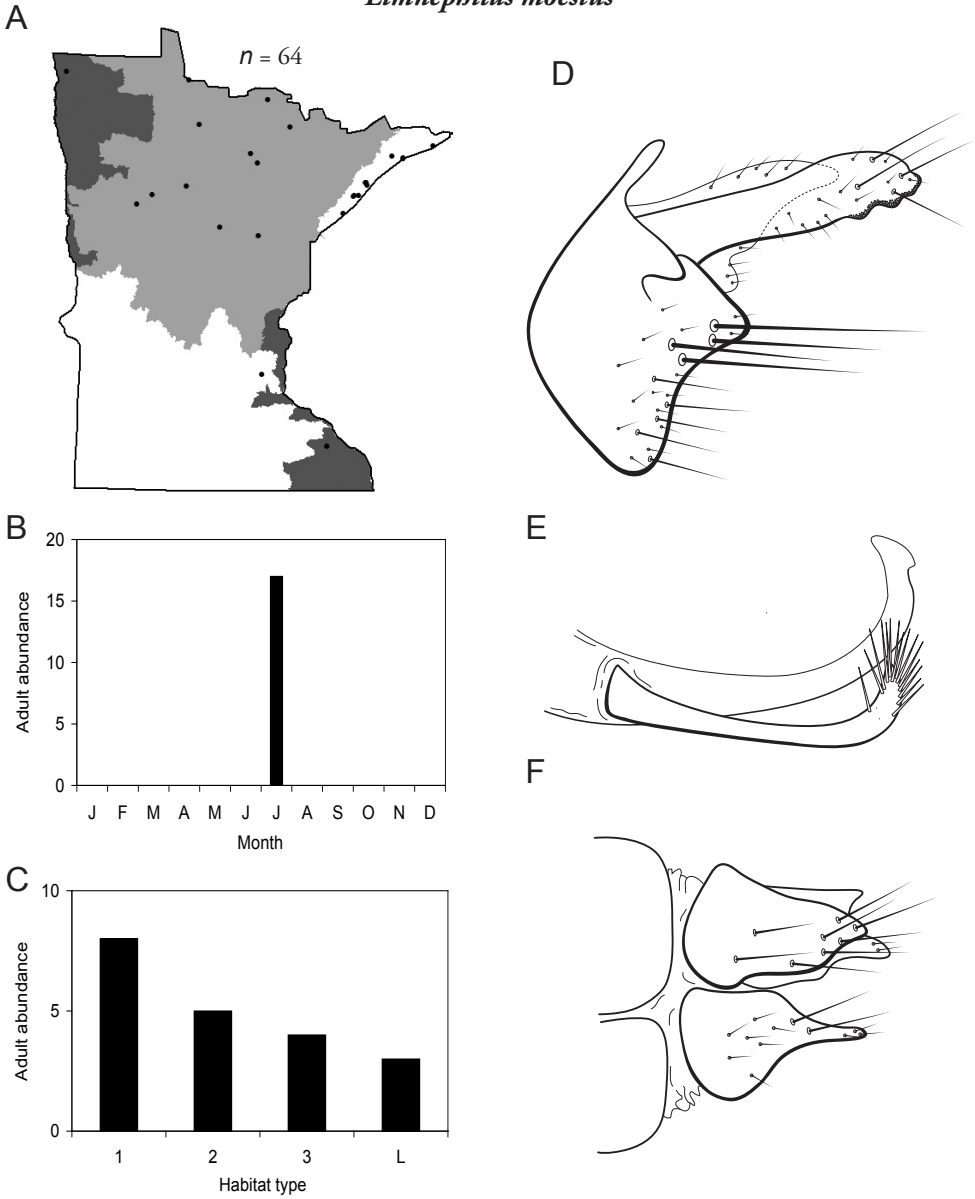 Limnephilus moestus
A
n = 64
D
B
20
15
10
5
0
Adult abundance
J F M A M J J A S O N D
Month
E
C
10
5
0
Adult abundance
1 2 3 L
Habitat type
F